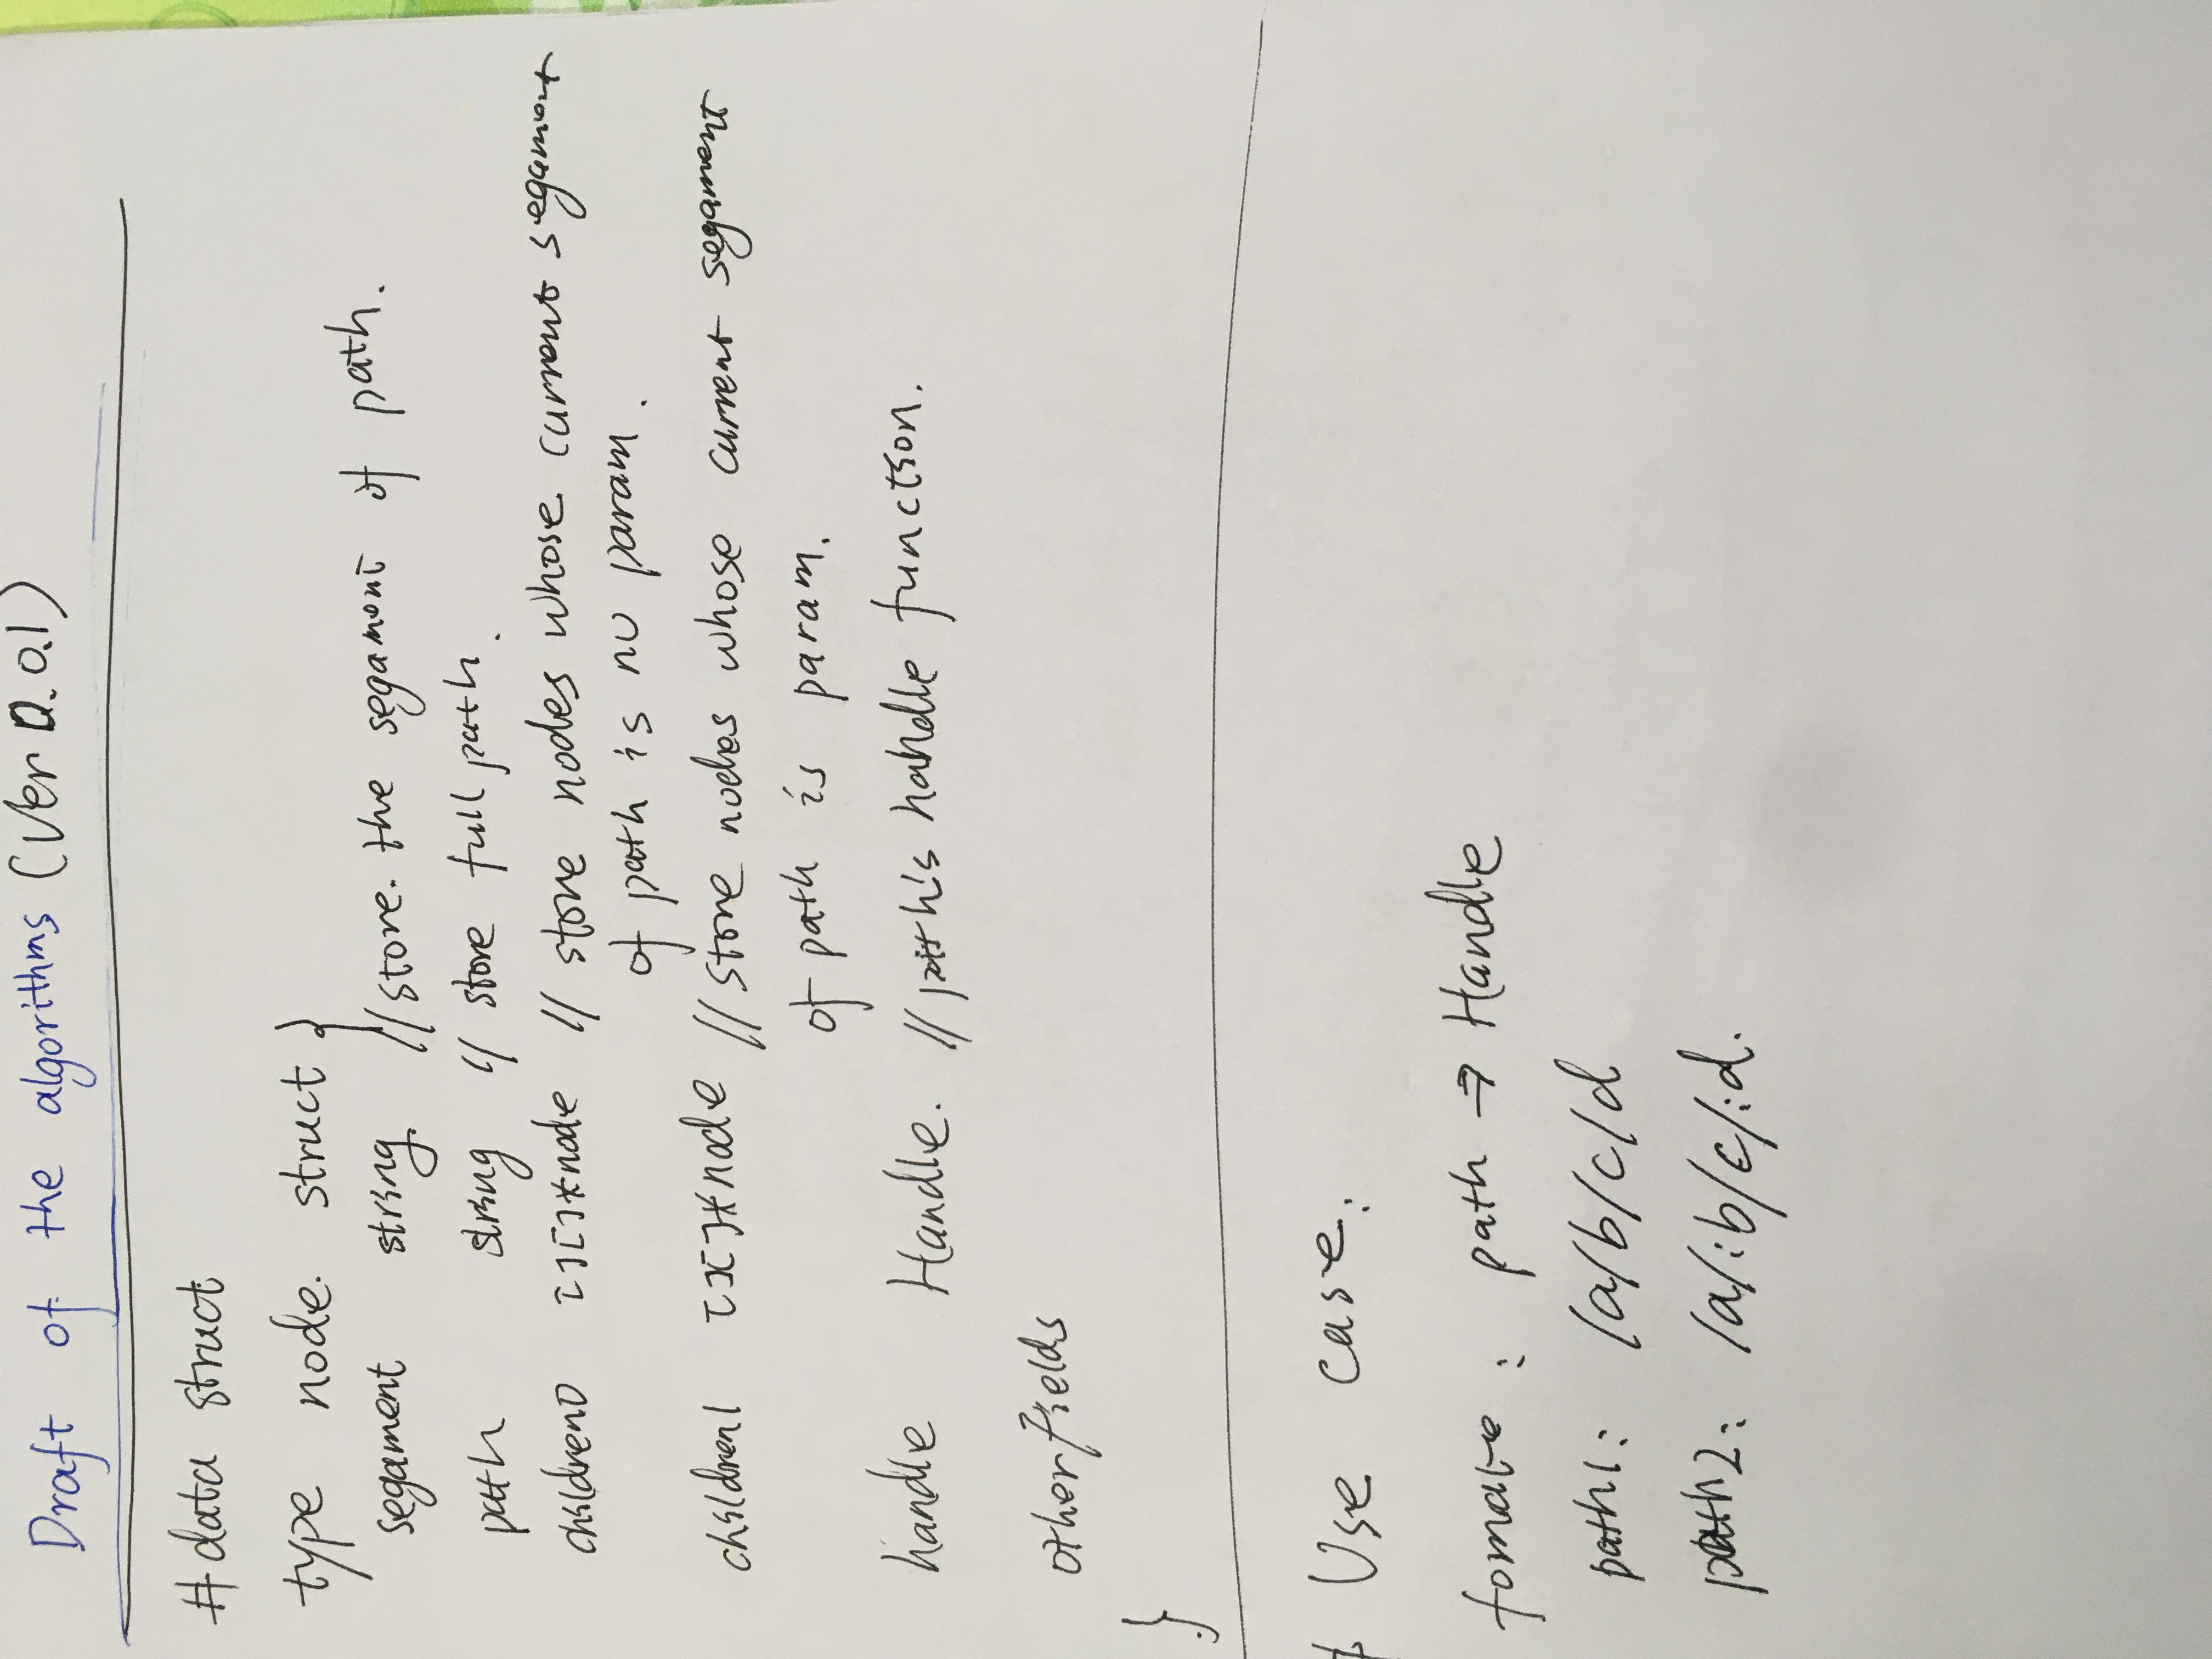 Draft of the algorithms (Ver 0.0.1)
# data struct
type node. struct {
segament string. // store. the segament of path.
path string // store full path.
children0 [][]*node // store nodes whose current segament
of path is no param.
children1 [][]*node // store nodes whose current segament
of path is param.
handle Handle. // path's handle function.
other fields
}
# Use case:
fomate : path => Handle
path1: /a/b/c/d
path2: /a/:b/c/:d.